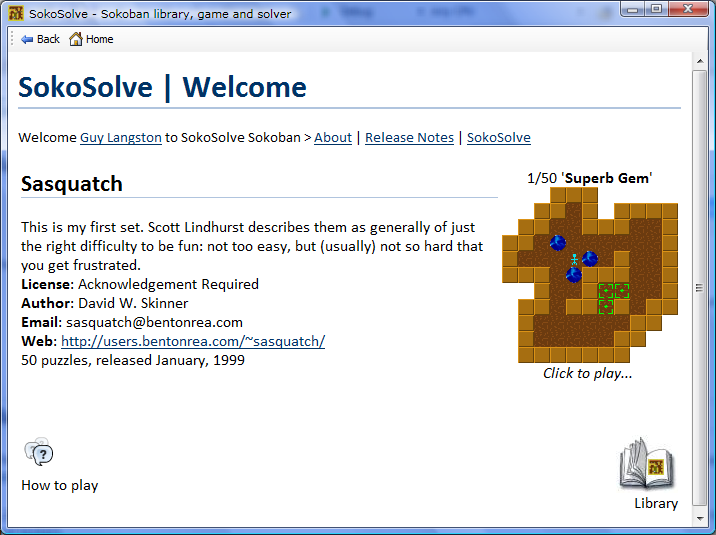 SokoSolve - Sokoban library, game and solver
Back Home
SokoSolve | Welcome
Welcome Guy Langston to SokoSolve Sokoban > About | Release Notes | SokoSolve
Sasquatch
1/50 'Superb Gem'
This is my first set. Scott Lindhurst describes them as generally of just
the right difficulty to be fun: not too easy, but (usually) not so hard that
you get frustrated.
License: Acknowledgement Required
Author: David W. Skinner
Email: sasquatch@bentonrea.com
Web: http://users.bentonrea.com/~sasquatch/
50 puzzles, released January, 1999
Click to play...
How to play
Library